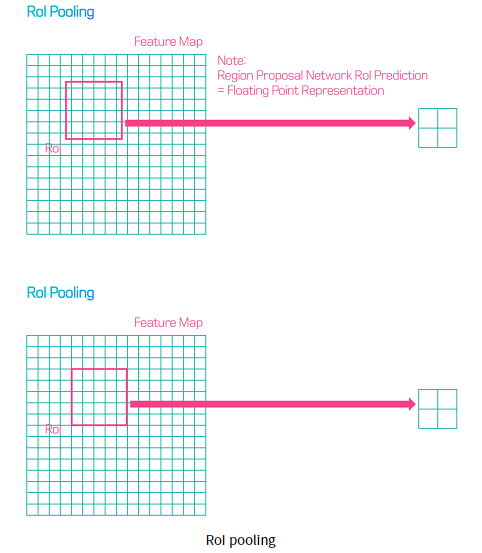 RoI Pooling
Feature Map
Note:
Region Proposal Network RoI Prediction
= Floating Point Representation
RoI
RoI Pooling
Feature Map
RoI
RoI pooling